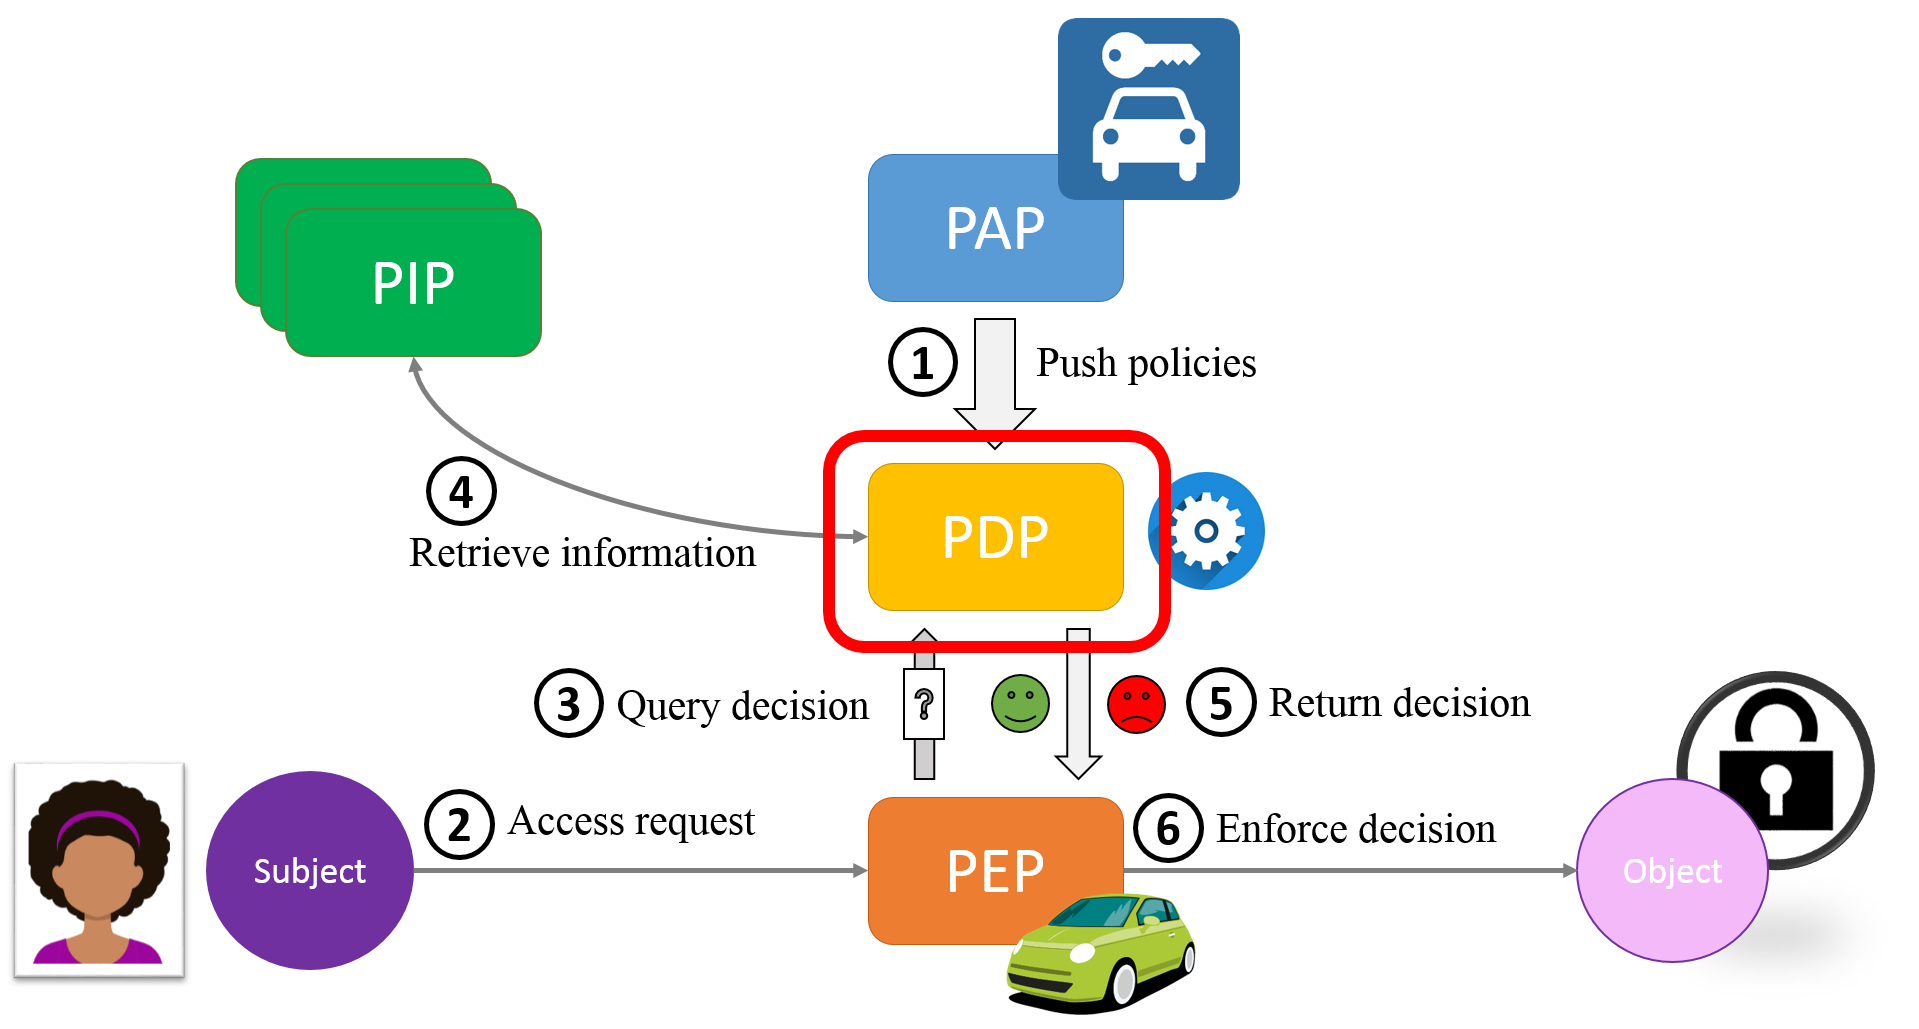 PAP
PIP
1
Push policies
4
Retrieve information
PDP
3
Query decision
?
5
Return decision
2
Access request
6
Enforce decision
Subject
PEP
Object